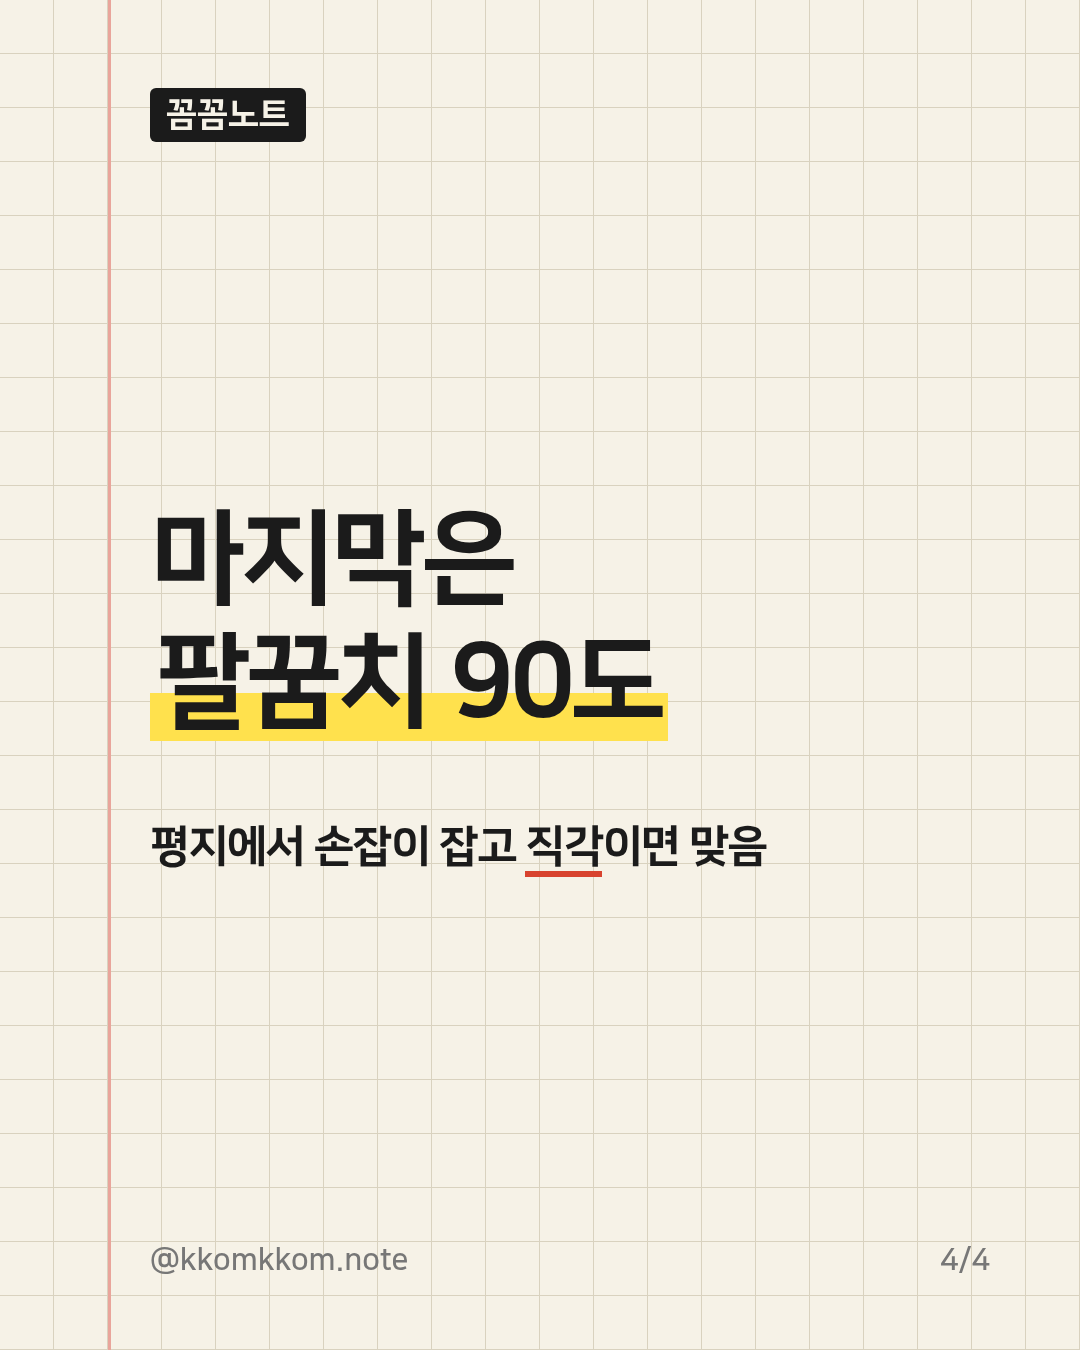 꼼꼼노트
마지막은
팔꿈치 90도
평지에서 손잡이 잡고 직각이면 맞음
@kkomkkom.note
4/4